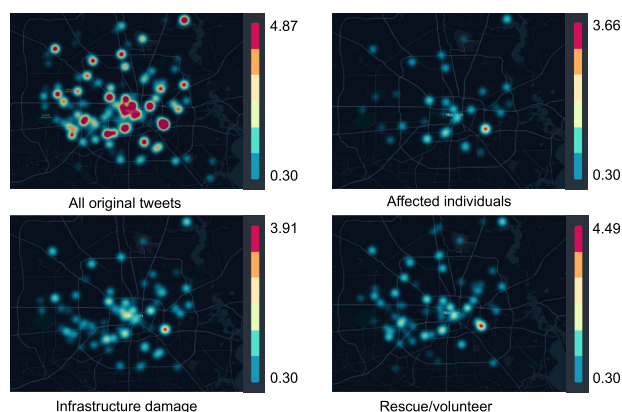 4.87
0.30
All original tweets
3.66
0.30
Affected individuals
3.91
0.30
Infrastructure damage
4.49
0.30
Rescue/volunteer